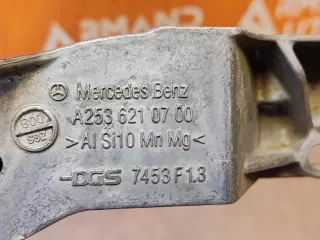 Mercedes Benz
A253 621 07 00
>Al Si10 Mn Mg<
DGS 7453 F1.3